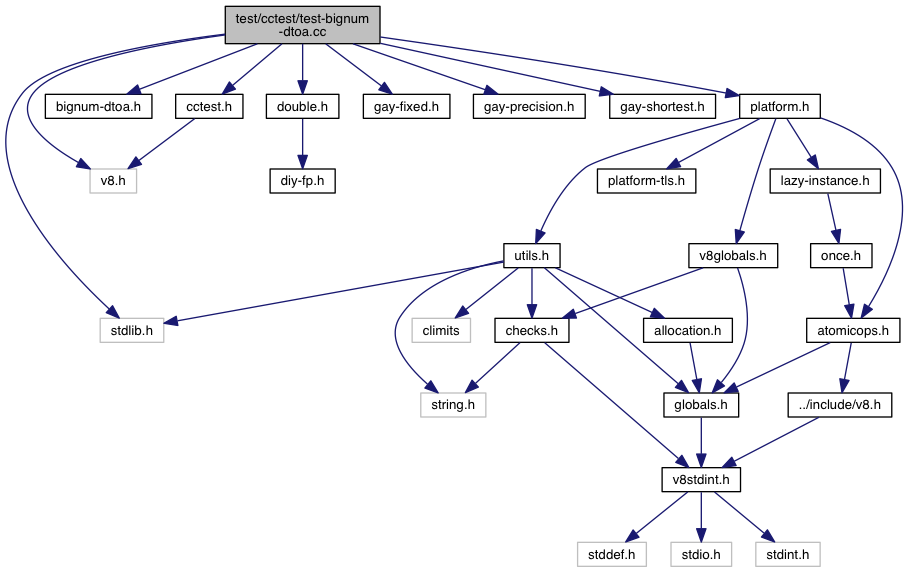 test/cctest/test-bignum
-dtoa.cc
bignum-dtoa.h
cctest.h
double.h
gay-fixed.h
gay-precision.h
gay-shortest.h
platform.h
v8.h
diy-fp.h
platform-tls.h
lazy-instance.h
utils.h
v8globals.h
once.h
stdlib.h
climits
checks.h
allocation.h
atomicops.h
string.h
globals.h
../include/v8.h
v8stdint.h
stddef.h
stdio.h
stdint.h